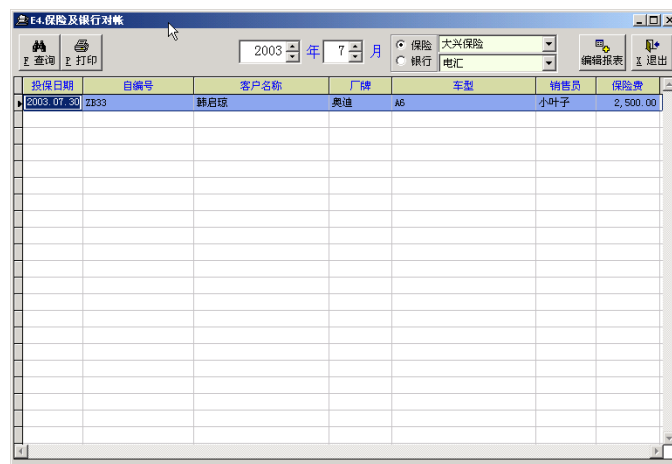 E4.保险及银行对帐
F 查询 P 打印 2003 年 7 月 保险 大兴保险 编辑报表 X 退出
银行 电汇
投保日期 自编号 客户名称 厂牌 车型 销售员 保险费
2003.07.30 ZB33 韩启琼 奥迪 A6 小叶子 2,500.00